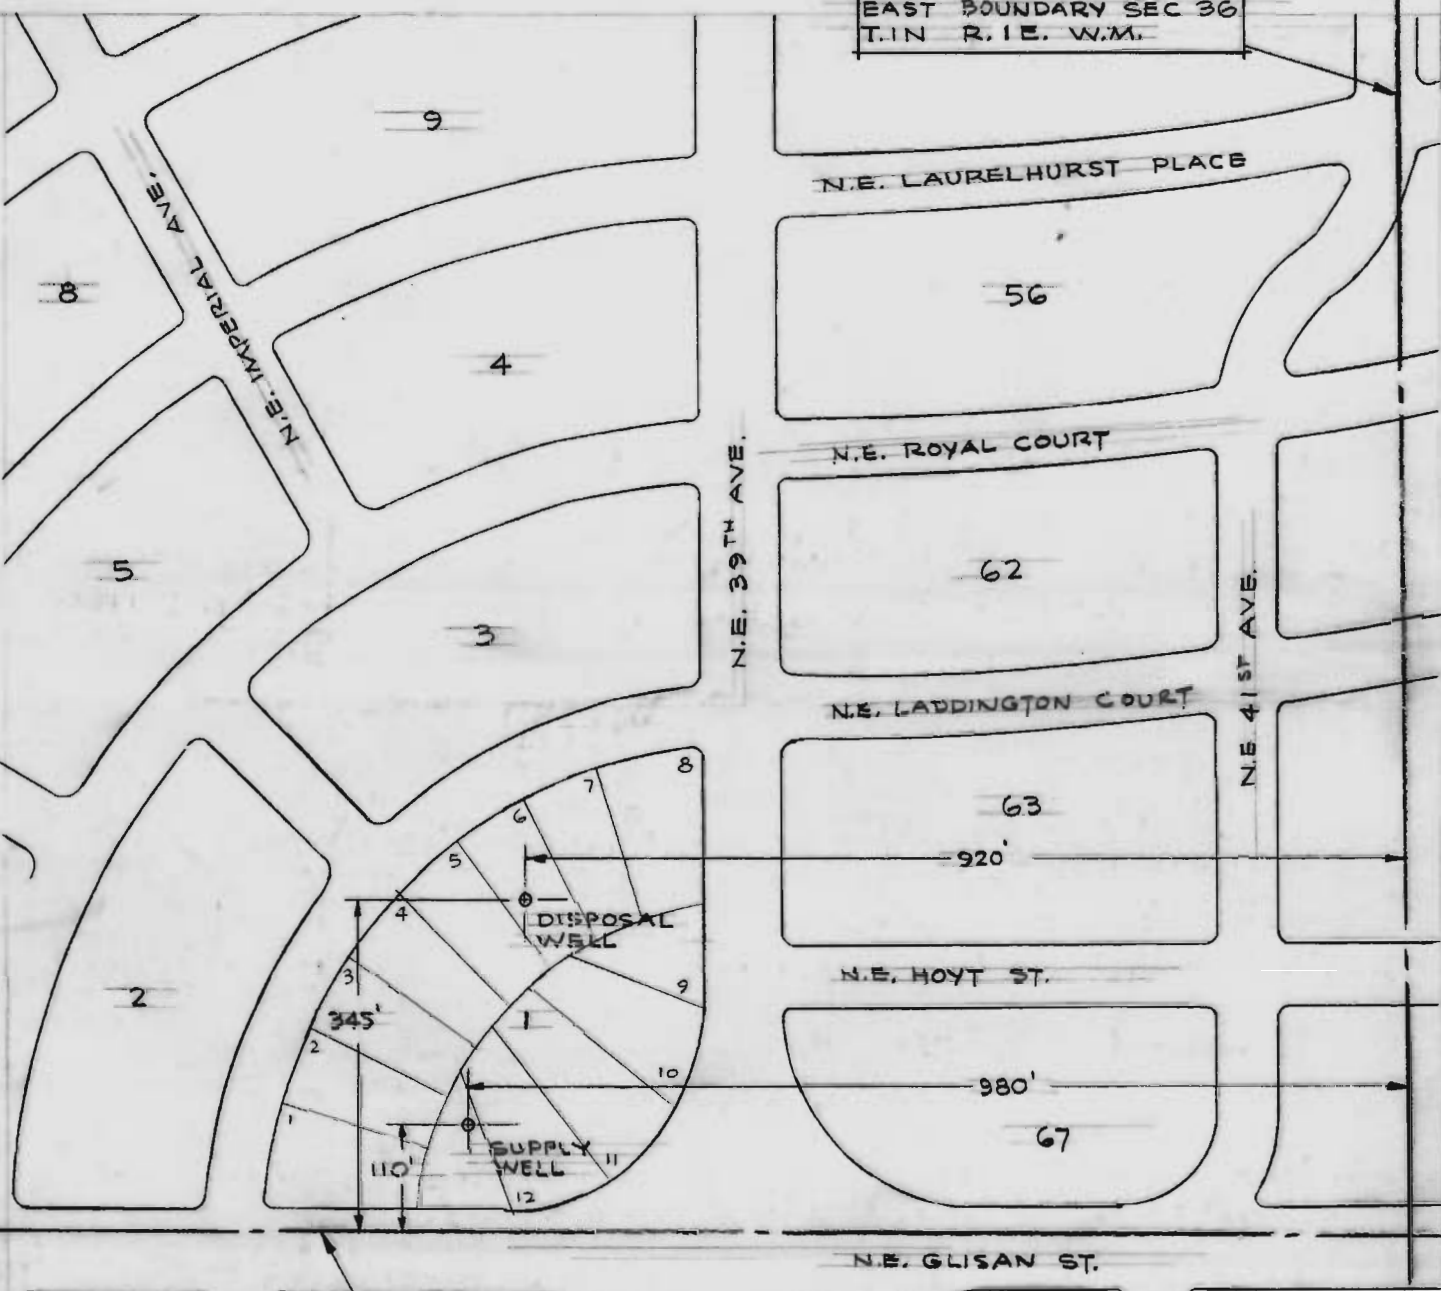 EAST BOUNDARY SEC 36
T.1N R.1E. W.M.
9
N.E. LAURELHURST PLACE
N.E. IMPERIAL AVE.
8
56
4
N.E. ROYAL COURT
N.E. 39TH AVE.
5
62
N.E. 41ST AVE.
3
N.E. LADDINGTON COURT
8
7
6
5
63
920'
4
DISPOSAL
WELL
3
N.E. HOYT ST.
9
2
345'
1
2
10
980'
1
67
SUPPLY
WELL
110'
11
12
N.E. GLISAN ST.